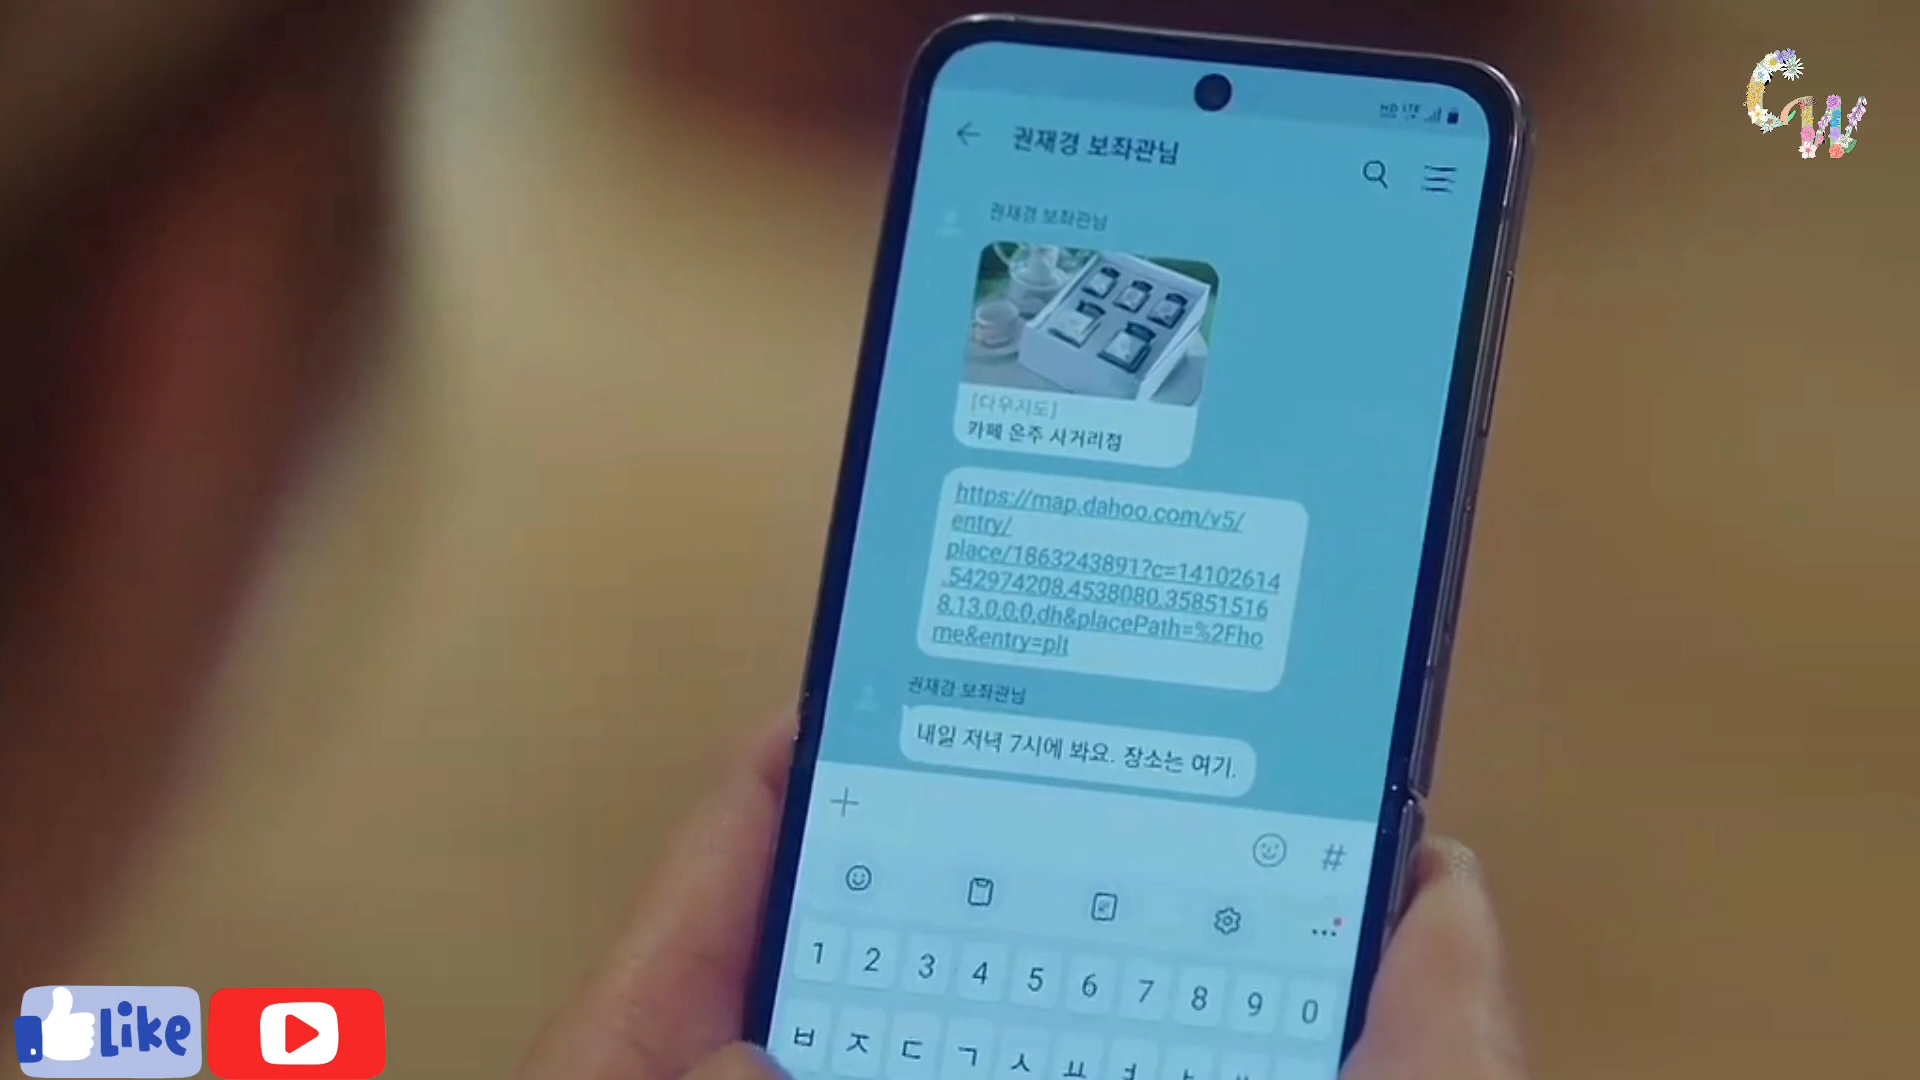 CW
HD LTE
권재경 보좌관님
권재경 보좌관님
[다우지도]
카페 온주 사거리점
https://map.dahoo.com/v5/
entry/
place/1863243891?c=14102614
.542974208,4538080.35851516
8,13,0,0,0,dh&placePath=%2Fho
me&entry=plt
권재경 보좌관님
내일 저녁 7시에 봐요. 장소는 여기.
#
1 2 3 4 5 6 7 8 9 0
ㅂ ㅈ ㄷ ㄱ ㅅ ㅛ ㅕ
Like